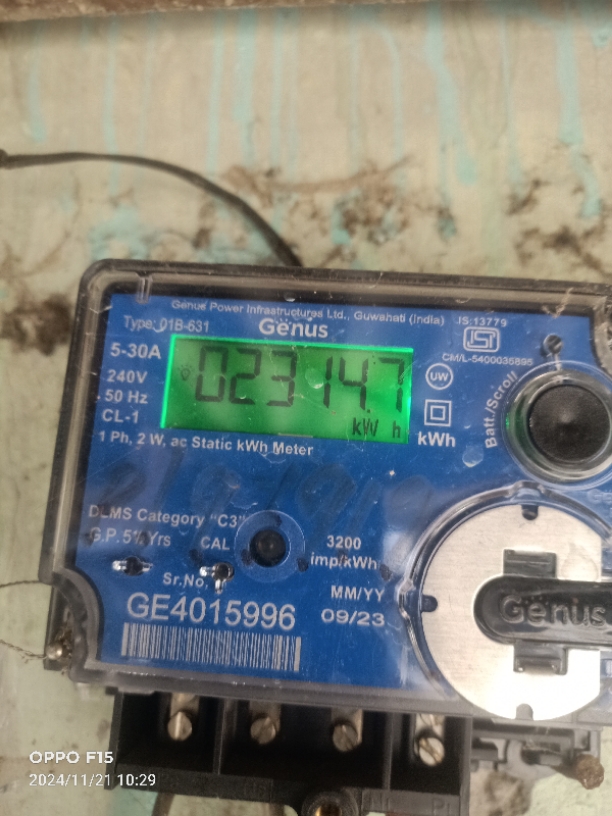 Genus Power Infrastructures Ltd., Guwahati (India)
Type: 01B-631
Genus
IS:13779
5-30A
02314.7
CM/L-5400036895
240V
UW
50 Hz
kW h
kWh
Batt./Scroll
CL-1
1 Ph, 2 W, ac Static kWh Meter
DLMS Category "C3"
G.P. 5½ Yrs
CAL
3200
imp/kWh
Sr.No.
MM/YY
GE4015996
09/23
Genus
OPPO F15
2024/11/21 10:29